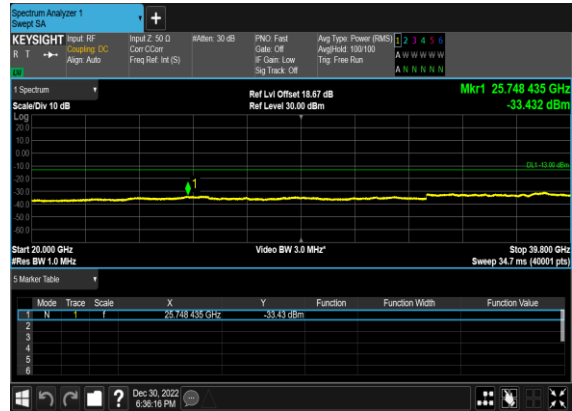 Spectrum Analyzer 1
Swept SA
+
KEYSIGHT Input: RF Input Z: 50 Ω #Atten: 30 dB PNO: Fast Avg Type: Power (RMS) 1 2 3 4 5 6
R T Coupling: DC Corr CCorr Gate: Off Avg|Hold: 100/100 A W W W W W
Align: Auto Freq Ref: Int (S) IF Gain: Low Trig: Free Run
Sig Track: Off A N N N N N
1 Spectrum Ref Lvl Offset 18.67 dB Mkr1 25.748 435 GHz
Scale/Div 10 dB Ref Level 30.00 dBm -33.432 dBm
Log
20.0
10.0
0.00
-10.0 DL1 -13.00 dBm
-20.0
-30.0 1
-40.0
-50.0
-60.0
Start 20.000 GHz Video BW 3.0 MHz* Stop 39.800 GHz
#Res BW 1.0 MHz Sweep 34.7 ms (40001 pts)
5 Marker Table
Mode Trace Scale X Y Function Function Width Function Value
1 N 1 f 25.748 435 GHz -33.43 dBm
2
3
4
5
6
? Dec 30, 2022
6:36:16 PM